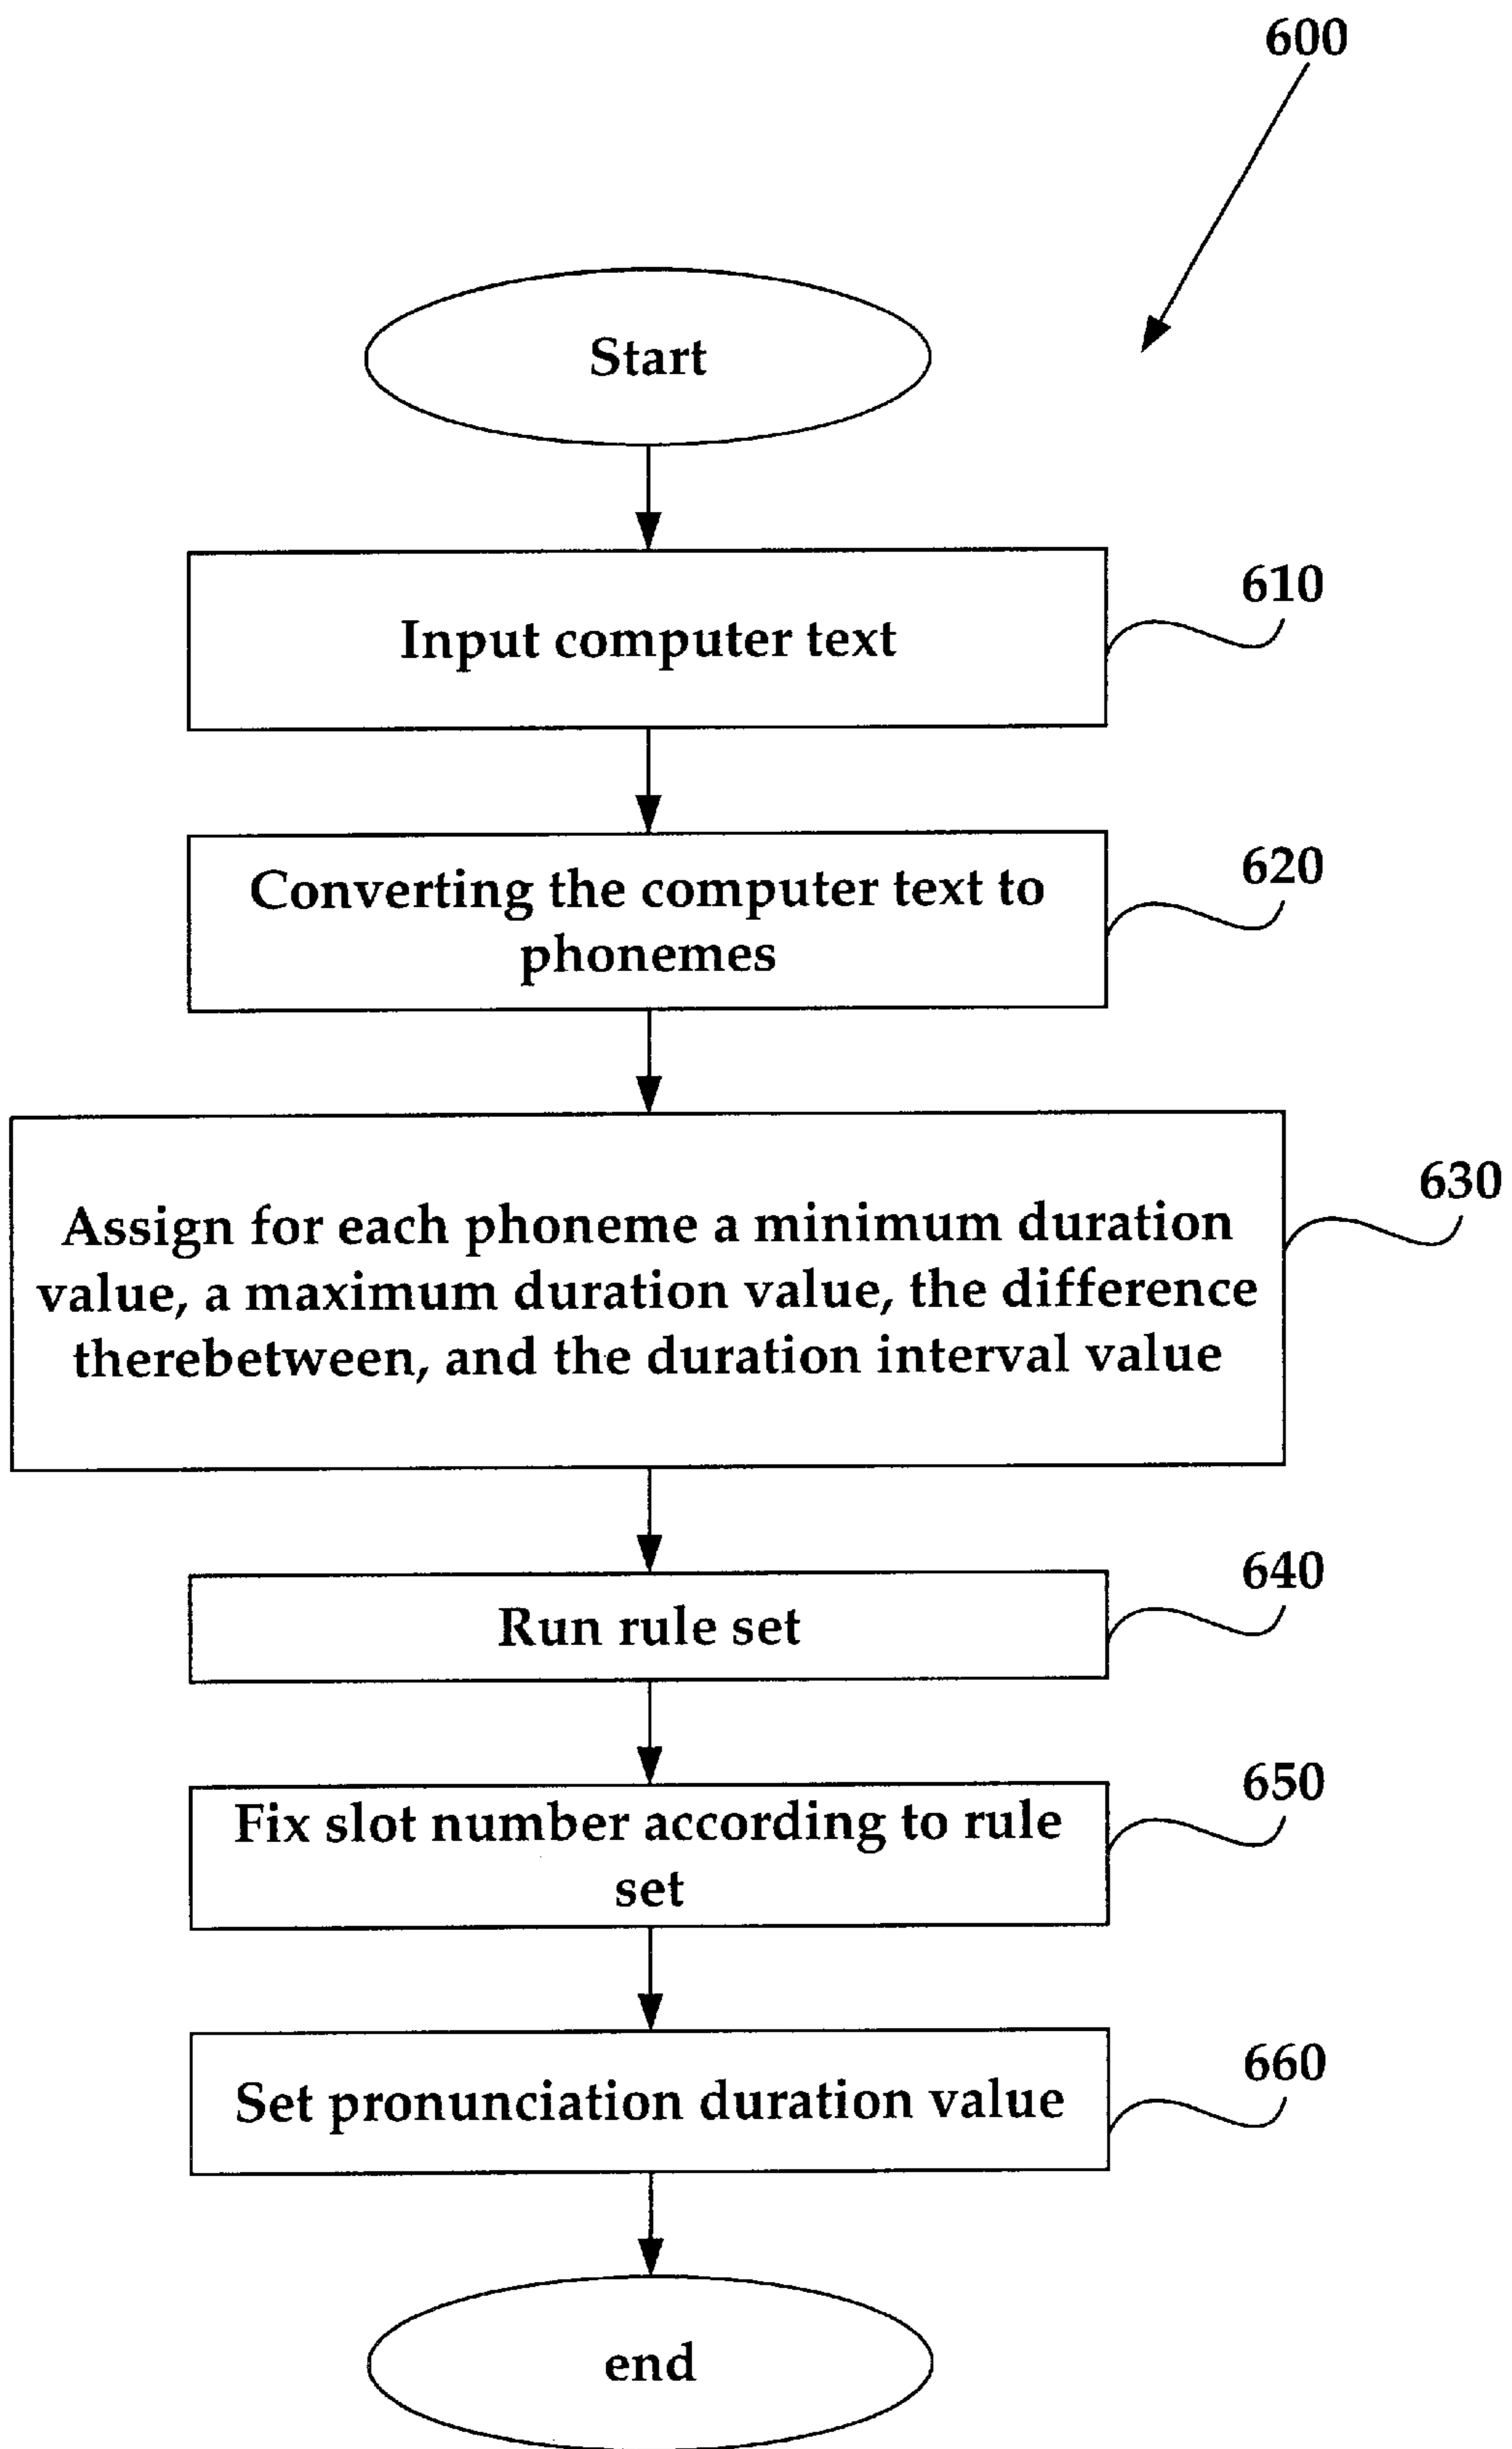 600
Start
610
Input computer text
620
Converting the computer text to
phonemes
630
Assign for each phoneme a minimum duration
value, a maximum duration value, the difference
therebetween, and the duration interval value
640
Run rule set
650
Fix slot number according to rule
set
660
Set pronunciation duration value
end